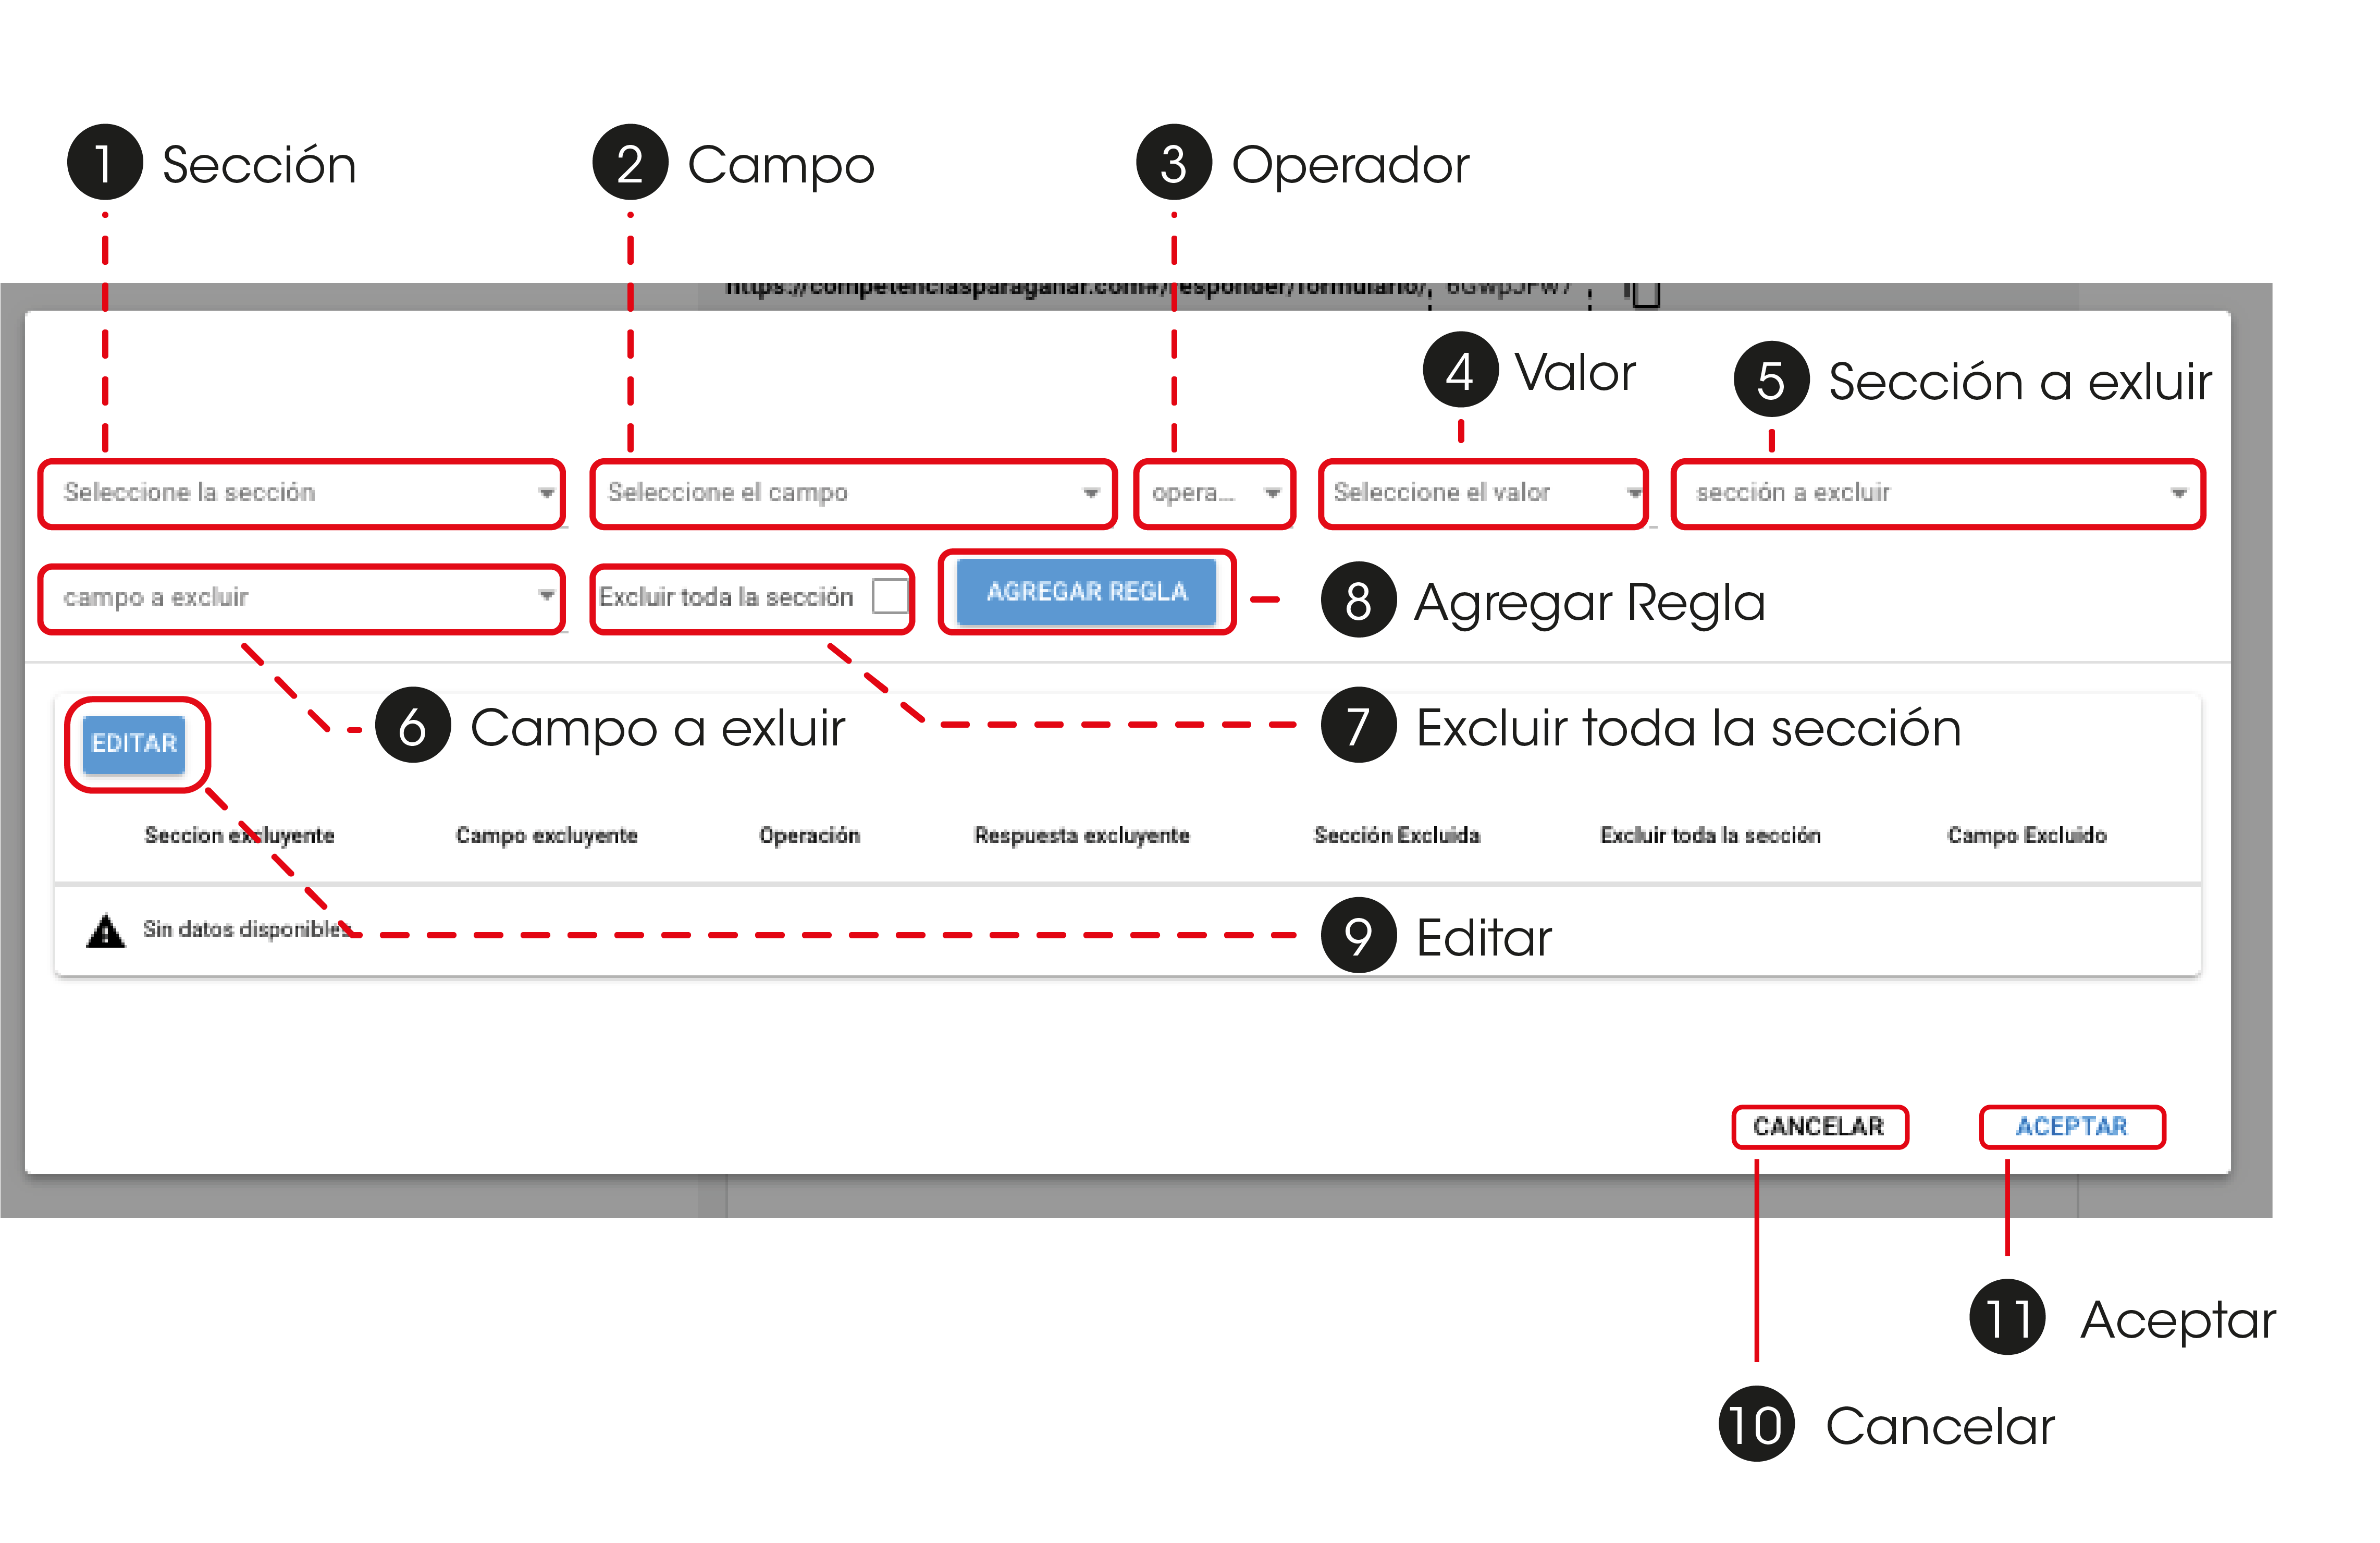 1 Sección
2 Campo
3 Operador
https://competenciasparaganar.com#/responder/formulario/
4 Valor
5 Sección a exluir
Seleccione la sección
Seleccione el campo
opera...
Seleccione el valor
sección a excluir
campo a excluir
Excluir toda la sección
AGREGAR REGLA
8 Agregar Regla
EDITAR
6 Campo a exluir
7 Excluir toda la sección
Seccion excluyente
Campo excluyente
Operación
Respuesta excluyente
Sección Excluida
Excluir toda la sección
Campo Excluido
Sin datos disponibles
9 Editar
CANCELAR
ACEPTAR
11 Aceptar
10 Cancelar